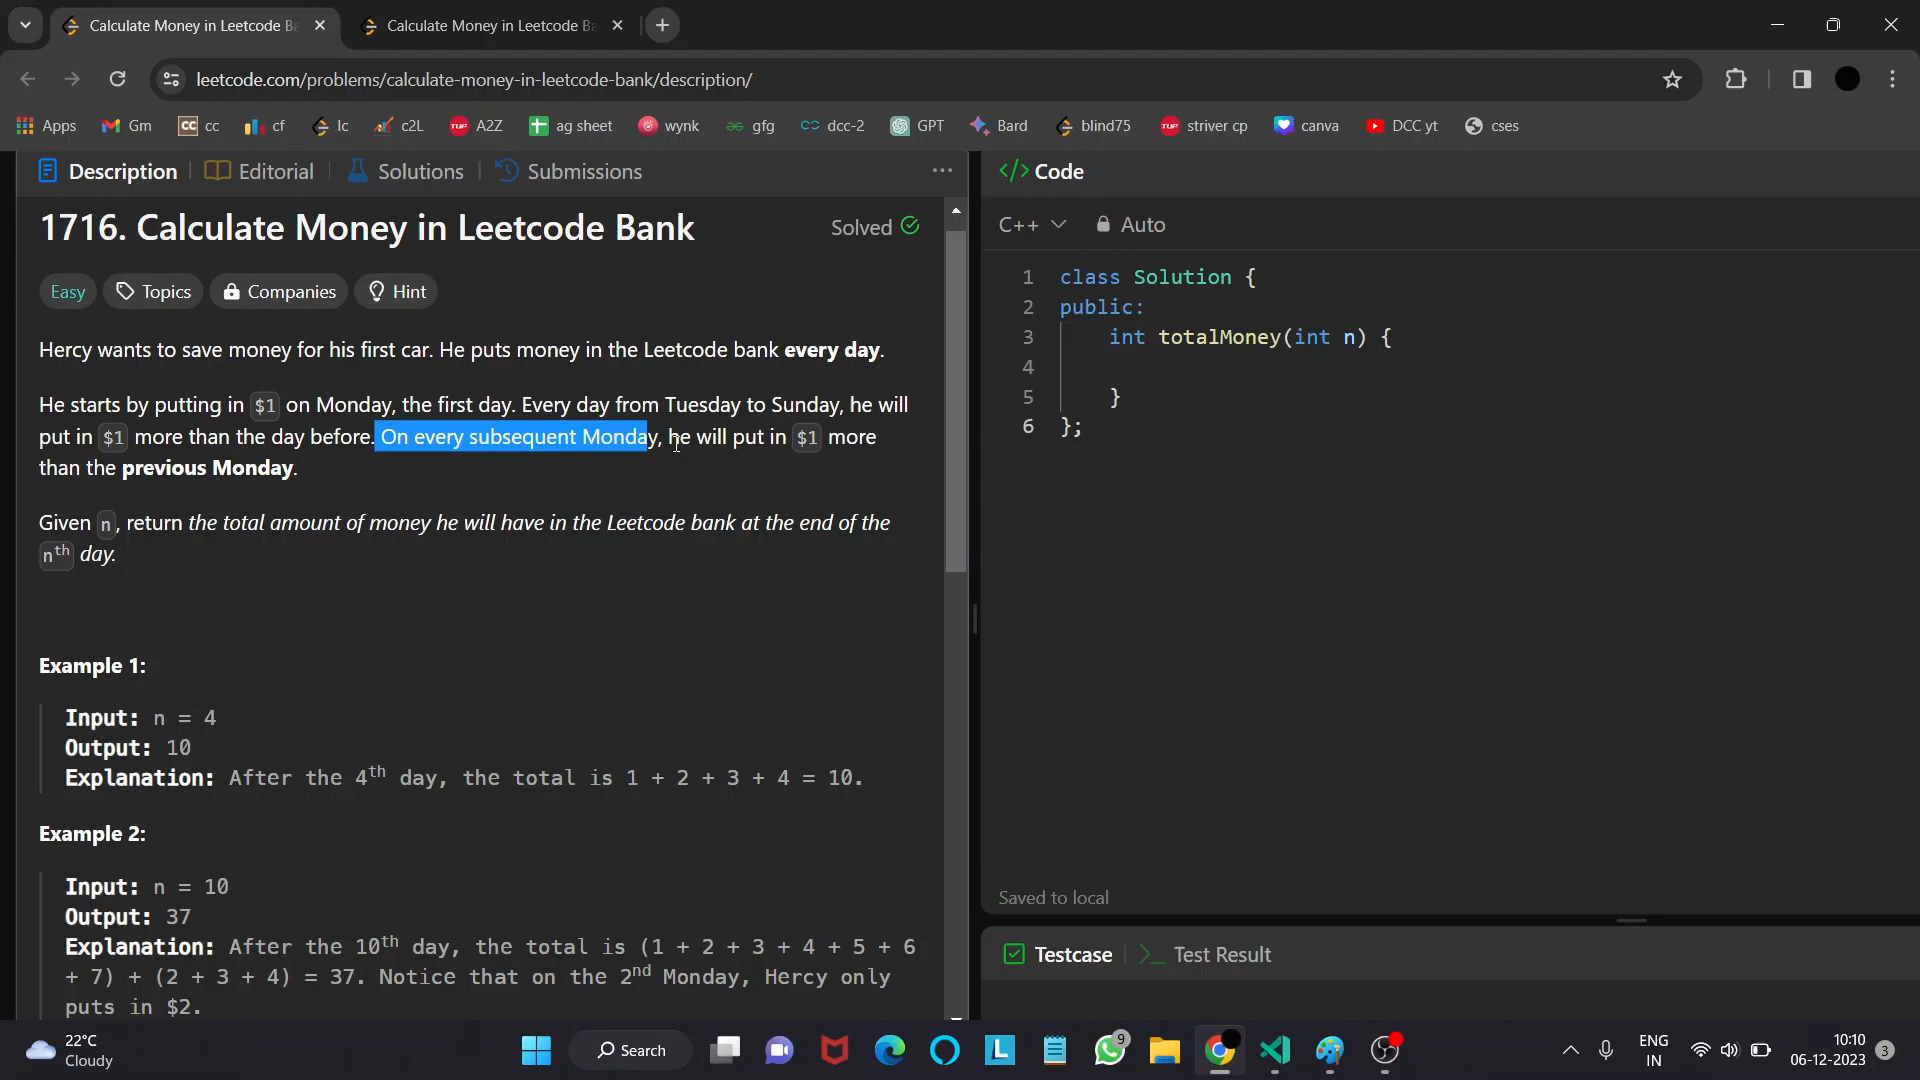 Calculate Money in Leetcode Ba
Calculate Money in Leetcode Ba
leetcode.com/problems/calculate-money-in-leetcode-bank/description/
Apps Gm CC cc cf lc c2L TUF A2Z ag sheet wynk gfg dcc-2 GPT Bard blind75 TUF striver cp canva DCC yt cses
Description Editorial Solutions Submissions ...
</> Code
1716. Calculate Money in Leetcode Bank
Solved
C++ Auto
Easy Topics Companies Hint
Hercy wants to save money for his first car. He puts money in the Leetcode bank every day.
He starts by putting in $1 on Monday, the first day. Every day from Tuesday to Sunday, he will
put in $1 more than the day before. On every subsequent Monday, he will put in $1 more
than the previous Monday.
Given n, return the total amount of money he will have in the Leetcode bank at the end of the
nth day.
Example 1:
Input: n = 4
Output: 10
Explanation: After the 4th day, the total is 1 + 2 + 3 + 4 = 10.
Example 2:
Input: n = 10
Output: 37
Explanation: After the 10th day, the total is (1 + 2 + 3 + 4 + 5 + 6
+ 7) + (2 + 3 + 4) = 37. Notice that on the 2nd Monday, Hercy only
puts in $2.
1 class Solution {
2 public:
3 int totalMoney(int n) {
4
5 }
6 };
Saved to local
Testcase >_ Test Result
22°C
Cloudy
Search
L
9
ENG
IN
10:10
06-12-2023
3